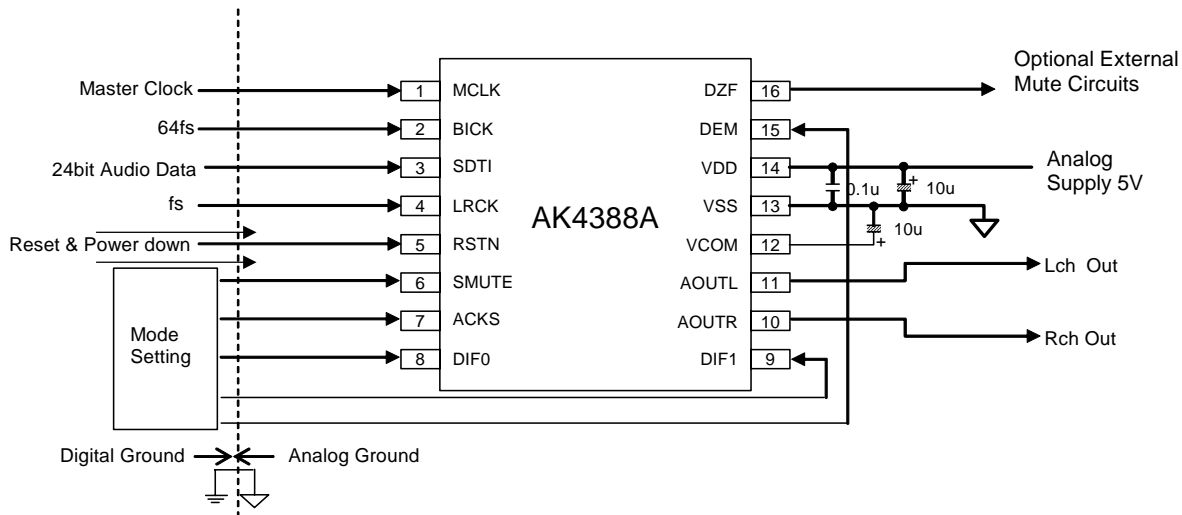 Master Clock
64fs
24bit Audio Data
fs
Reset & Power down
Mode
Setting
1 MCLK
2 BICK
3 SDTI
4 LRCK
5 RSTN
6 SMUTE
7 ACKS
8 DIF0
AK4388A
DZF 16
DEM 15
VDD 14
VSS 13
VCOM 12
AOUTL 11
AOUTR 10
DIF1 9
Optional External
Mute Circuits
Analog
Supply 5V
0.1u
+
10u
10u
+
Lch Out
Rch Out
Digital Ground
Analog Ground